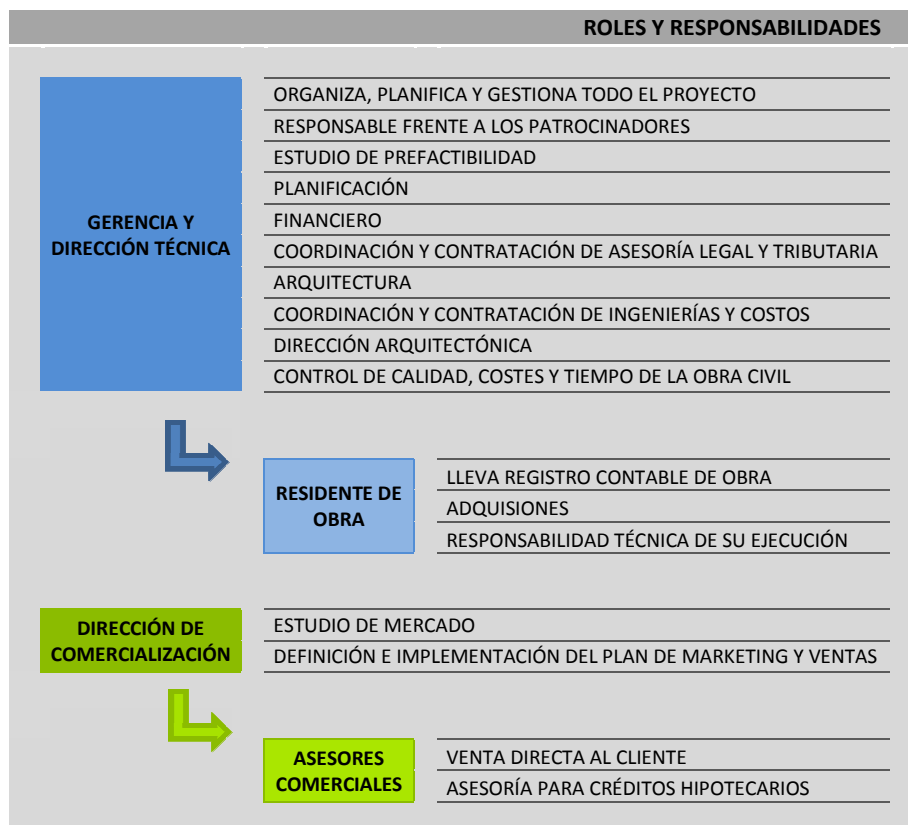 ROLES Y RESPONSABILIDADES
GERENCIA Y
DIRECCIÓN TÉCNICA
ORGANIZA, PLANIFICA Y GESTIONA TODO EL PROYECTO
RESPONSABLE FRENTE A LOS PATROCINADORES
ESTUDIO DE PREFACTIBILIDAD
PLANIFICACIÓN
FINANCIERO
COORDINACIÓN Y CONTRATACIÓN DE ASESORÍA LEGAL Y TRIBUTARIA
ARQUITECTURA
COORDINACIÓN Y CONTRATACIÓN DE INGENIERÍAS Y COSTOS
DIRECCIÓN ARQUITECTÓNICA
CONTROL DE CALIDAD, COSTES Y TIEMPO DE LA OBRA CIVIL
RESIDENTE DE
OBRA
LLEVA REGISTRO CONTABLE DE OBRA
ADQUISIONES
RESPONSABILIDAD TÉCNICA DE SU EJECUCIÓN
DIRECCIÓN DE
COMERCIALIZACIÓN
ESTUDIO DE MERCADO
DEFINICIÓN E IMPLEMENTACIÓN DEL PLAN DE MARKETING Y VENTAS
ASESORES
COMERCIALES
VENTA DIRECTA AL CLIENTE
ASESORÍA PARA CRÉDITOS HIPOTECARIOS